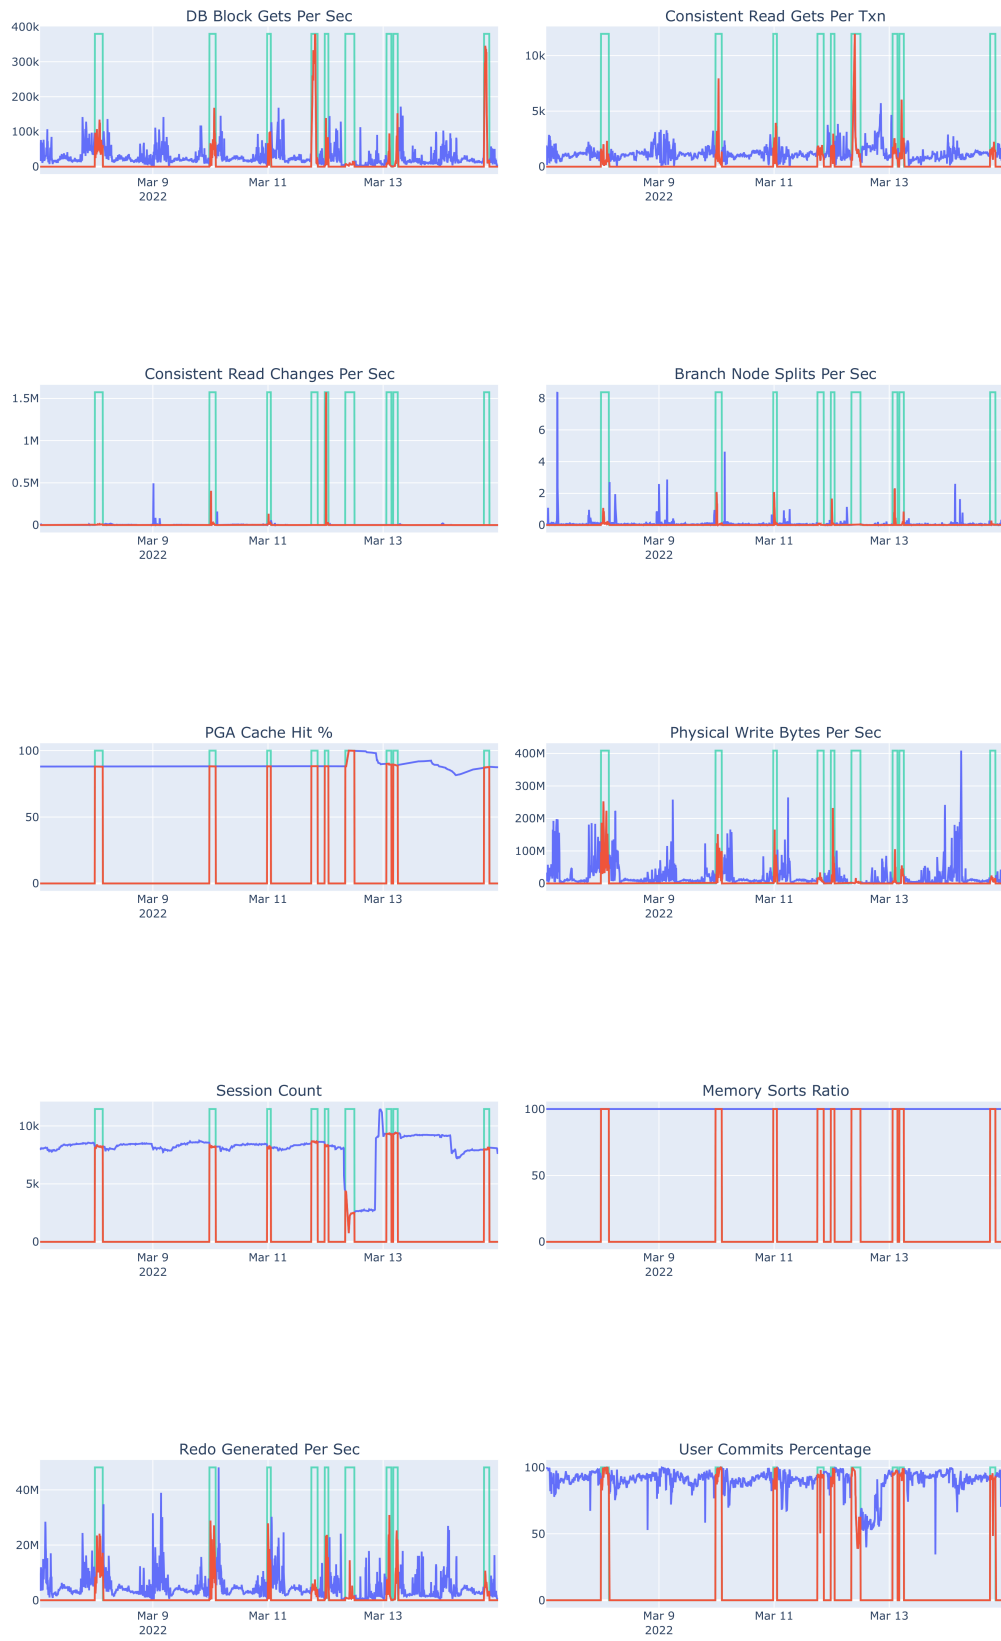 DB Block Gets Per Sec
400k
300k
200k
100k
0
Mar 9
2022
Mar 11
Mar 13
Consistent Read Gets Per Txn
10k
5k
0
Mar 9
2022
Mar 11
Mar 13
Consistent Read Changes Per Sec
1.5M
1M
0.5M
0
Mar 9
2022
Mar 11
Mar 13
Branch Node Splits Per Sec
8
6
4
2
0
Mar 9
2022
Mar 11
Mar 13
PGA Cache Hit %
100
50
0
Mar 9
2022
Mar 11
Mar 13
Physical Write Bytes Per Sec
400M
300M
200M
100M
0
Mar 9
2022
Mar 11
Mar 13
Session Count
10k
5k
0
Mar 9
2022
Mar 11
Mar 13
Memory Sorts Ratio
100
50
0
Mar 9
2022
Mar 11
Mar 13
Redo Generated Per Sec
40M
20M
0
Mar 9
2022
Mar 11
Mar 13
User Commits Percentage
100
50
0
Mar 9
2022
Mar 11
Mar 13